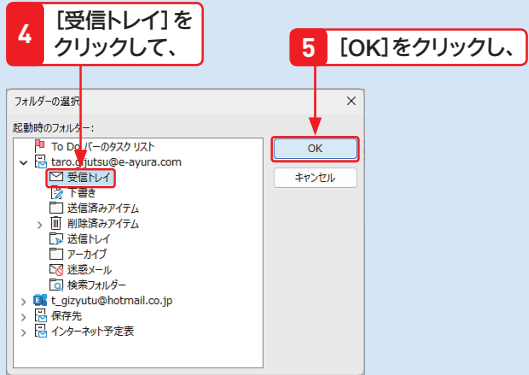 4
[受信トレイ]を
クリックして、
5
[OK]をクリックし、
フォルダーの選択
起動時のフォルダー:
To Do バーのタスク リスト
taro.gijutsu@e-ayura.com
受信トレイ
下書き
送信済みアイテム
削除済みアイテム
送信トレイ
アーカイブ
迷惑メール
検索フォルダー
t_gizyutu@hotmail.co.jp
保存先
インターネット予定表
OK
キャンセル